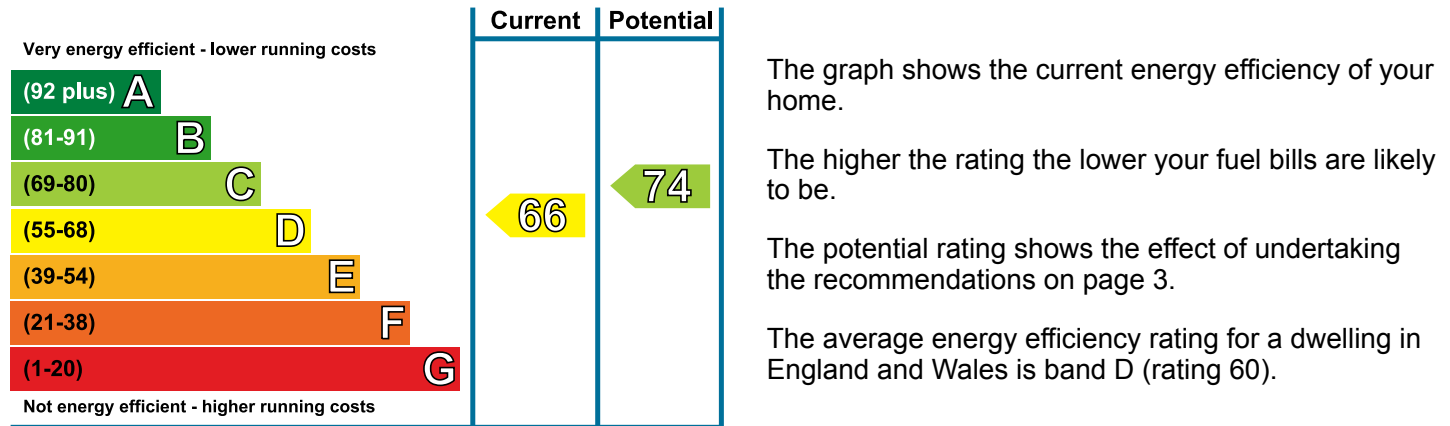 Current Potential
Very energy efficient - lower running costs
(92 plus) A
(81-91) B
(69-80) C
(55-68) D
(39-54) E
(21-38) F
(1-20) G
Not energy efficient - higher running costs
66
74
The graph shows the current energy efficiency of your
home.
The higher the rating the lower your fuel bills are likely
to be.
The potential rating shows the effect of undertaking
the recommendations on page 3.
The average energy efficiency rating for a dwelling in
England and Wales is band D (rating 60).